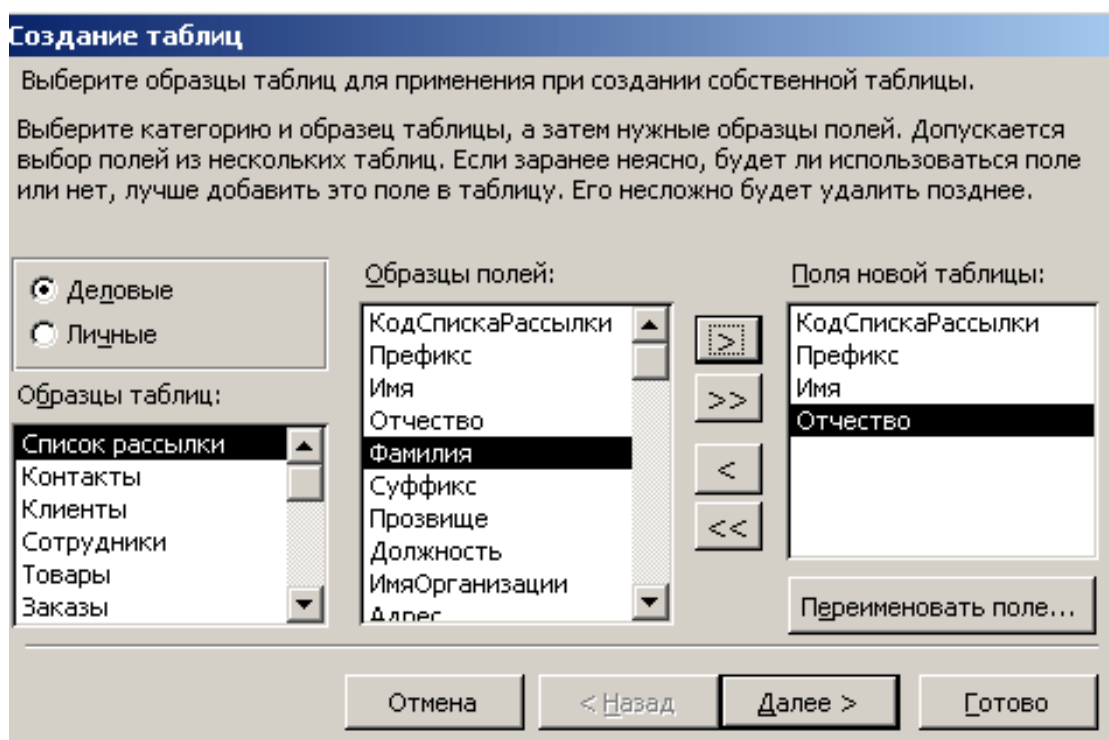 Создание таблиц
Выберите образцы таблиц для применения при создании собственной таблицы.
Выберите категорию и образец таблицы, а затем нужные образцы полей. Допускается
выбор полей из нескольких таблиц. Если заранее неясно, будет ли использоваться поле
или нет, лучше добавить это поле в таблицу. Его несложно будет удалить позднее.
Деловые
Личные
Образцы таблиц:
Список рассылки
Контакты
Клиенты
Сотрудники
Товары
Заказы
Образцы полей:
КодСпискаРассылки
Префикс
Имя
Отчество
Фамилия
Суффикс
Прозвище
Должность
ИмяОрганизации
Адрес
>
>>
<
<<
Поля новой таблицы:
КодСпискаРассылки
Префикс
Имя
Отчество
Переименовать поле...
Отмена
< Назад
Далее >
Готово